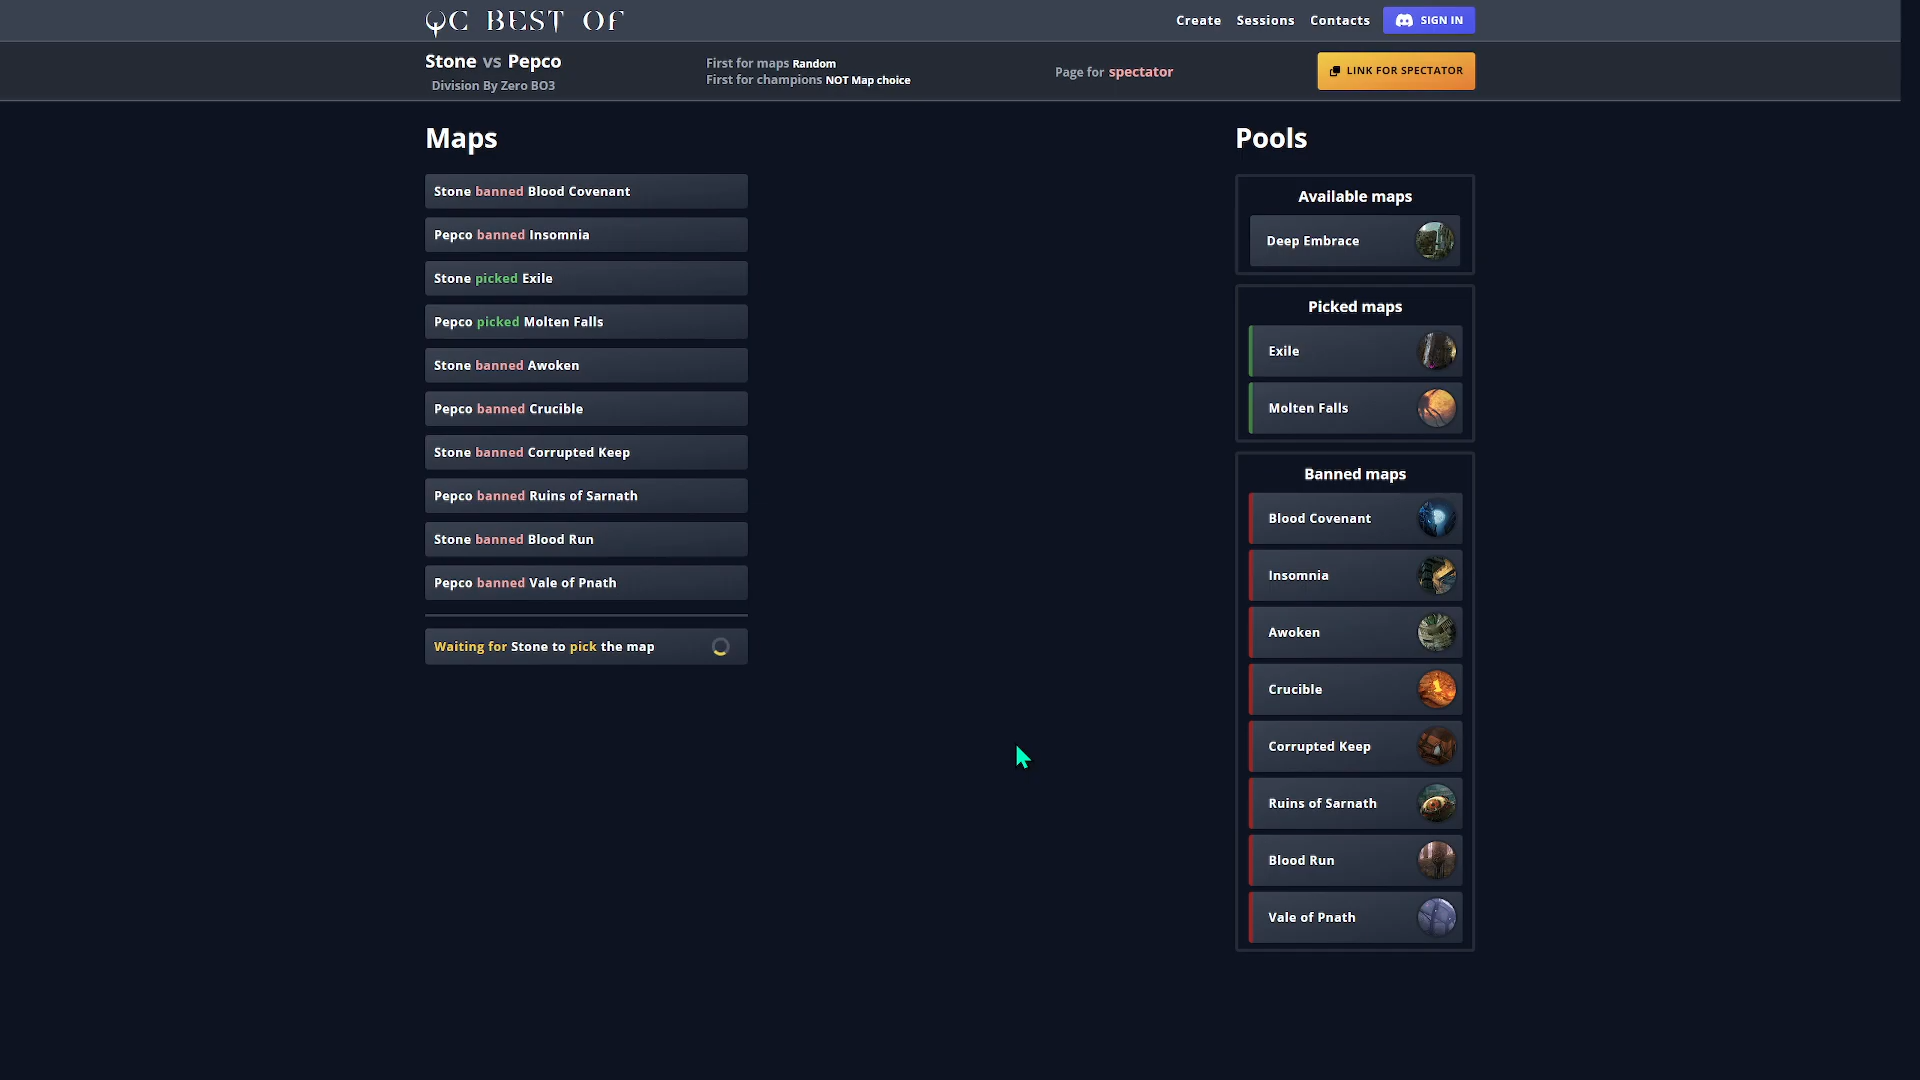 QC BEST OF
Create
Sessions
Contacts
SIGN IN
Stone vs Pepco
Division By Zero BO3
First for maps Random
First for champions NOT Map choice
Page for spectator
LINK FOR SPECTATOR
Maps
Stone banned Blood Covenant
Pepco banned Insomnia
Stone picked Exile
Pepco picked Molten Falls
Stone banned Awoken
Pepco banned Crucible
Stone banned Corrupted Keep
Pepco banned Ruins of Sarnath
Stone banned Blood Run
Pepco banned Vale of Pnath
Waiting for Stone to pick the map
Pools
Available maps
Deep Embrace
Picked maps
Exile
Molten Falls
Banned maps
Blood Covenant
Insomnia
Awoken
Crucible
Corrupted Keep
Ruins of Sarnath
Blood Run
Vale of Pnath